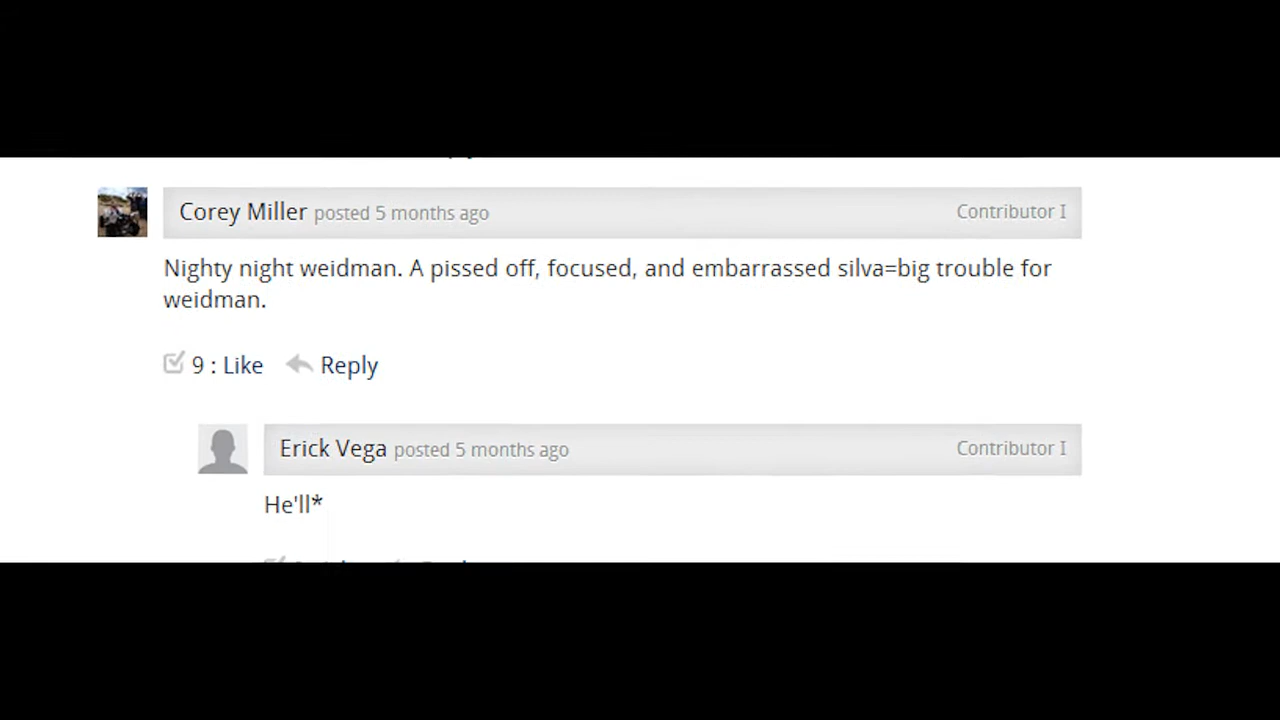 Corey Miller posted 5 months ago Contributor I
Nighty night weidman. A pissed off, focused, and embarrassed silva=big trouble for
weidman.
9 : Like Reply
Erick Vega posted 5 months ago Contributor I
He'll*